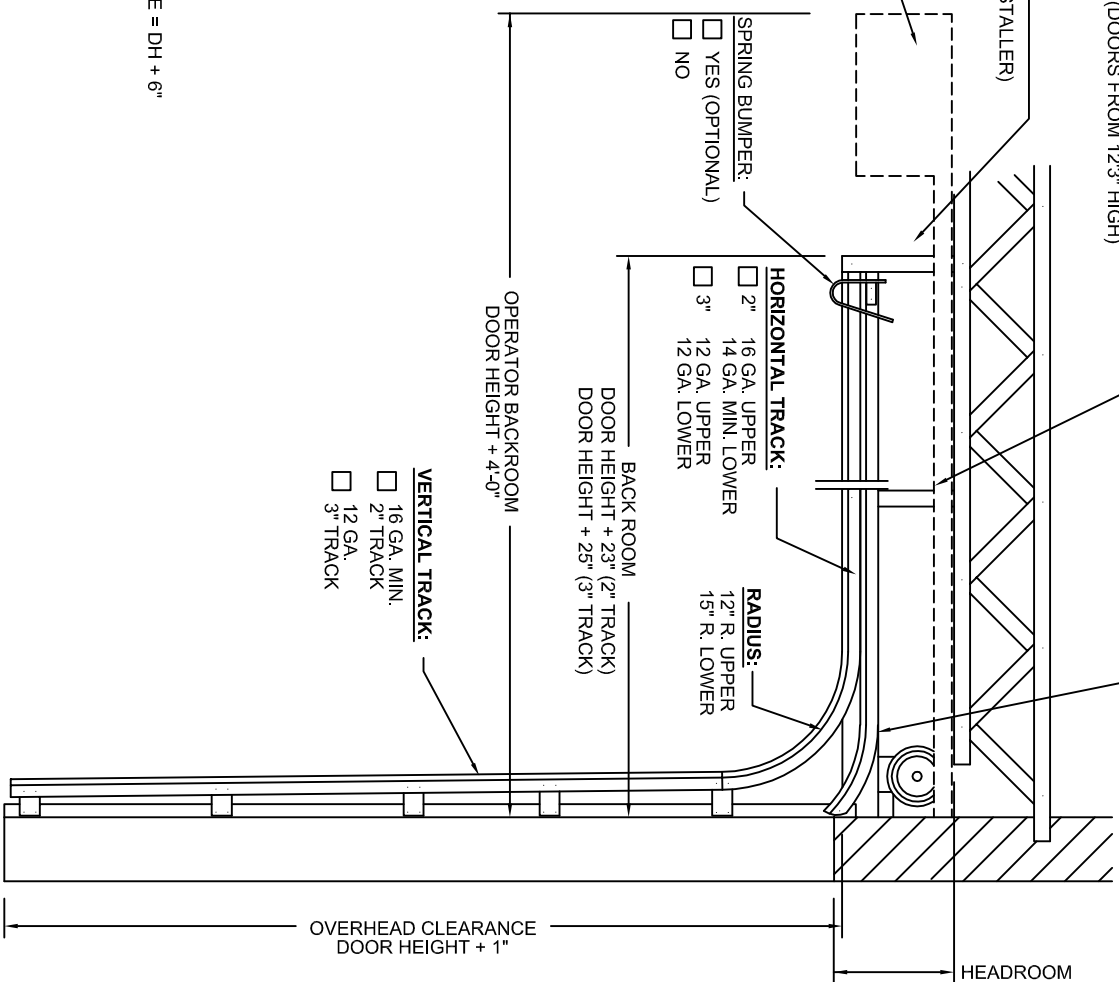 (DOORS FROM 12'3" HIGH)
STALLER)
SPRING BUMPER:
YES (OPTIONAL)
NO
HORIZONTAL TRACK:
2" 16 GA. UPPER
14 GA. MIN. LOWER
3" 12 GA. UPPER
12 GA. LOWER
RADIUS:
12" R. UPPER
15" R. LOWER
BACK ROOM
DOOR HEIGHT + 23" (2" TRACK)
DOOR HEIGHT + 25" (3" TRACK)
OPERATOR BACKROOM
DOOR HEIGHT + 4'-0"
VERTICAL TRACK:
16 GA. MIN.
2" TRACK
12 GA.
3" TRACK
E = DH + 6"
OVERHEAD CLEARANCE
DOOR HEIGHT + 1"
HEADROOM